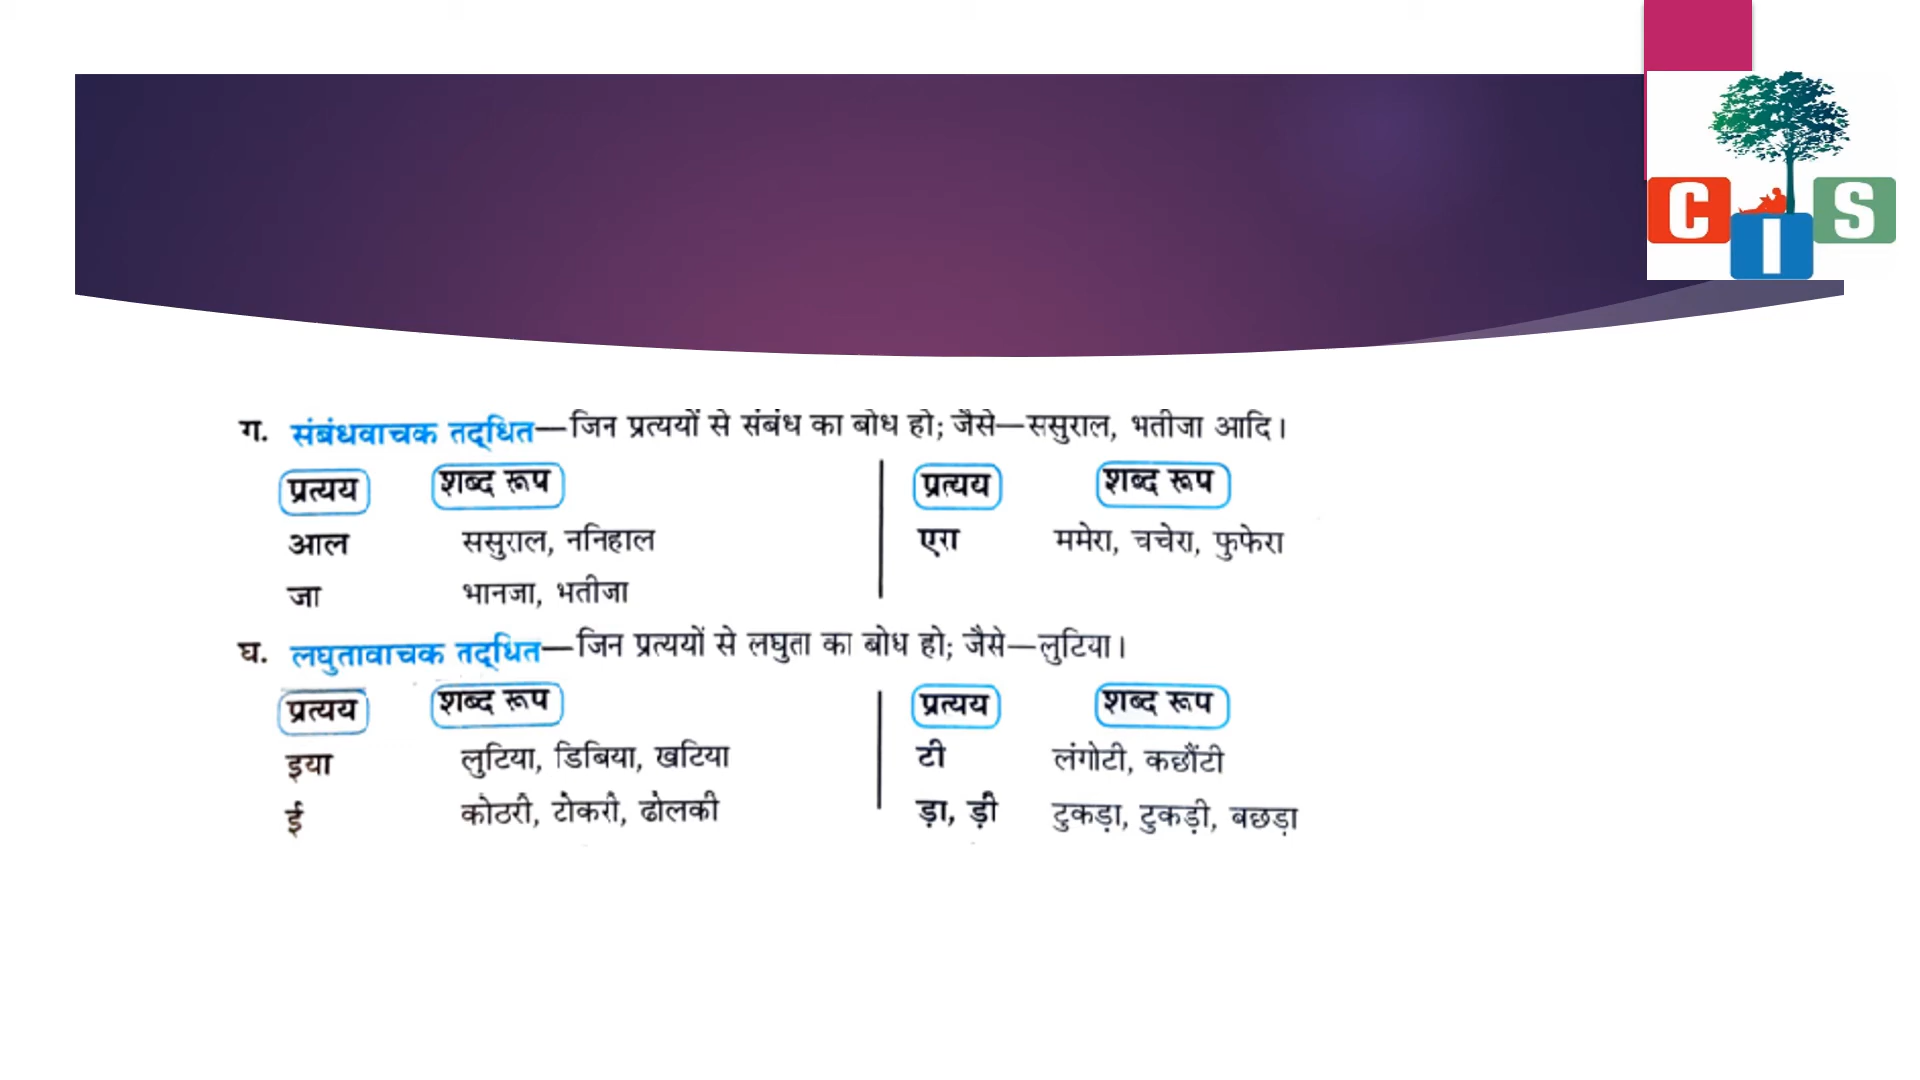 C I S
ग. संबंधवाचक तद्धित—जिन प्रत्ययों से संबंध का बोध हो; जैसे—ससुराल, भतीजा आदि।
प्रत्यय शब्द रूप प्रत्यय शब्द रूप
आल ससुराल, ननिहाल एरा ममेरा, चचेरा, फुफेरा
जा भानजा, भतीजा
घ. लघुतावाचक तद्धित—जिन प्रत्ययों से लघुता का बोध हो; जैसे—लुटिया।
प्रत्यय शब्द रूप प्रत्यय शब्द रूप
इया लुटिया, डिबिया, खटिया टी लंगोटी, कछौंटी
ई कोठरी, टोकरी, ढोलकी ड़ा, ड़ी टुकड़ा, टुकड़ी, बछड़ा